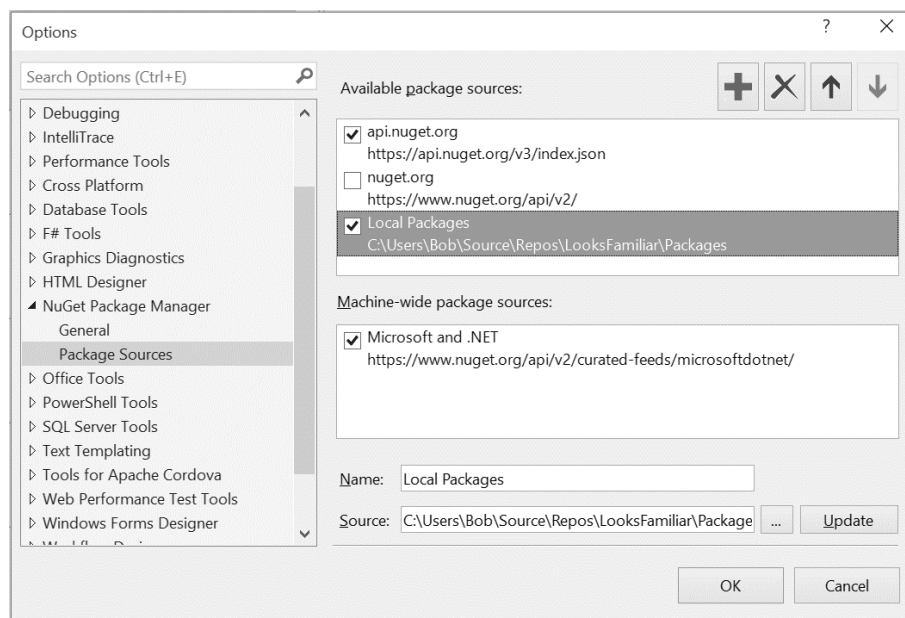 Options
?
Search Options (Ctrl+E)
Debugging
IntelliTrace
Performance Tools
Cross Platform
Database Tools
F# Tools
Graphics Diagnostics
HTML Designer
NuGet Package Manager
General
Package Sources
Office Tools
PowerShell Tools
SQL Server Tools
Text Templating
Tools for Apache Cordova
Web Performance Test Tools
Windows Forms Designer
Available package sources:
api.nuget.org
https://api.nuget.org/v3/index.json
nuget.org
https://www.nuget.org/api/v2/
Local Packages
C:\Users\Bob\Source\Repos\LooksFamiliar\Packages
Machine-wide package sources:
Microsoft and .NET
https://www.nuget.org/api/v2/curated-feeds/microsoftdotnet/
Name: Local Packages
Source: C:\Users\Bob\Source\Repos\LooksFamiliar\Package ... Update
OK Cancel